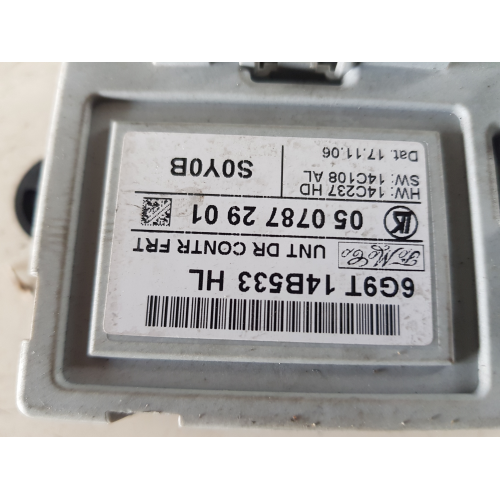 6G9T 14B533 HL
FoMoCo UNT DR CONTR FRT
05 0787 29 01
HW: 14C237 HD
SW: 14C108 AL
Dat. 17.11.06
S0Y0B